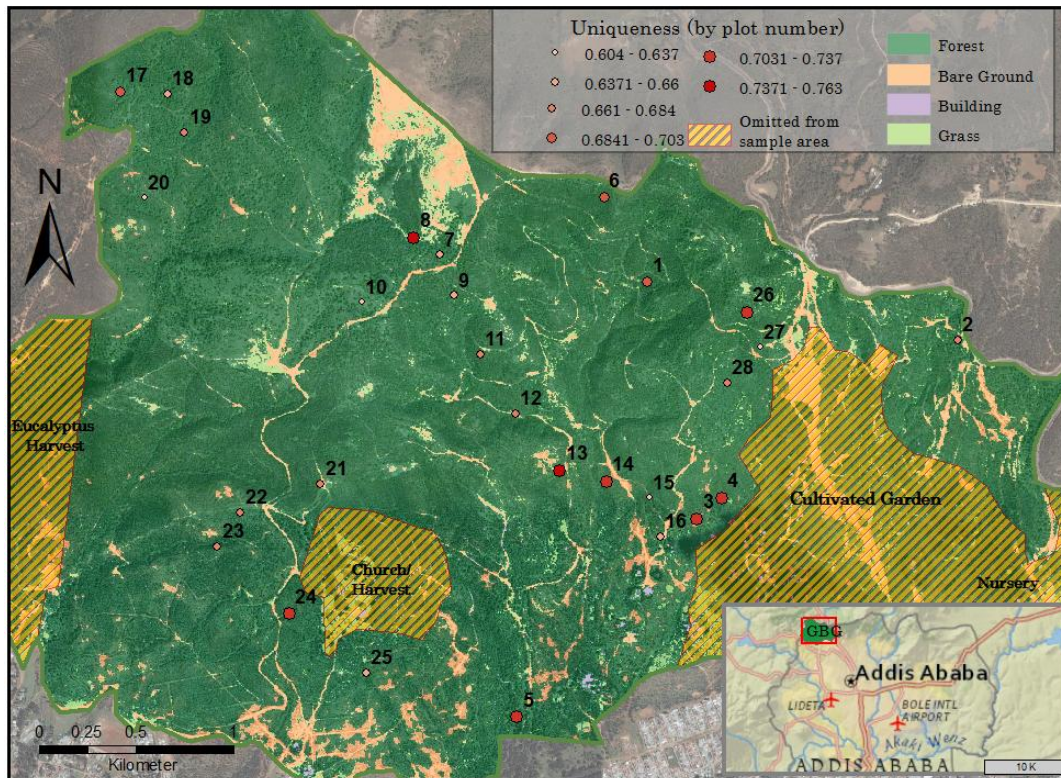 Uniqueness (by plot number)
0.604 - 0.637
0.6371 - 0.66
0.661 - 0.684
0.6841 - 0.703
0.7031 - 0.737
0.7371 - 0.763
Omitted from
sample area
Forest
Bare Ground
Building
Grass
17
18
19
20
N
6
8
7
1
10
9
26
27
2
11
28
12
Eucalyptus
Harvest
13
14
21
15
4
Cultivated Garden
22
16
3
23
Church/
Harvest
Nursery
24
25
5
0 0.25 0.5 1
Kilometer
GBG
Addis Ababa
LIDETA
BOLE INTL
AIRPORT
Akaki Wenz
ADDIS ABABA
10 K